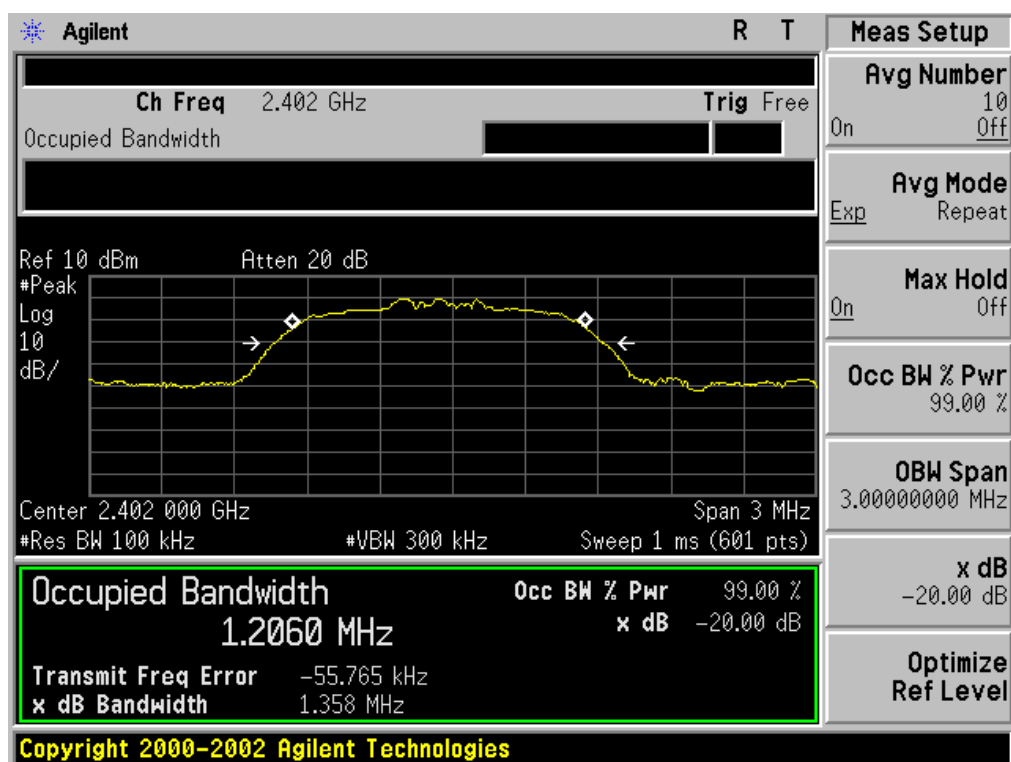 Agilent R T
Ch Freq 2.402 GHz Trig Free
Occupied Bandwidth
Ref 10 dBm Atten 20 dB
#Peak
Log
10
dB/
Center 2.402 000 GHz Span 3 MHz
#Res BW 100 kHz #VBW 300 kHz Sweep 1 ms (601 pts)
Occupied Bandwidth Occ BW % Pwr 99.00 %
1.2060 MHz x dB -20.00 dB
Transmit Freq Error -55.765 kHz
x dB Bandwidth 1.358 MHz
Copyright 2000-2002 Agilent Technologies
Meas Setup
Avg Number
10
On Off
Avg Mode
Exp Repeat
Max Hold
On Off
Occ BW % Pwr
99.00 %
OBW Span
3.00000000 MHz
x dB
-20.00 dB
Optimize
Ref Level